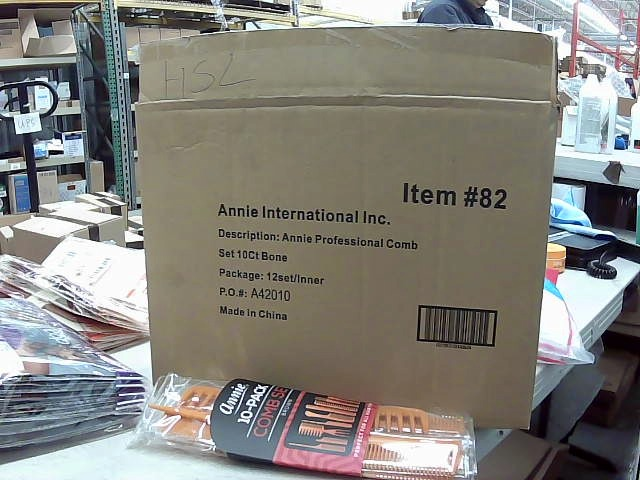 HSL
Item #82
Annie International Inc.
Description: Annie Professional Comb
Set 10Ct Bone
Package: 12set/Inner
P.O.#: A42010
Made in China
Annie
10-PACK
COMB SET